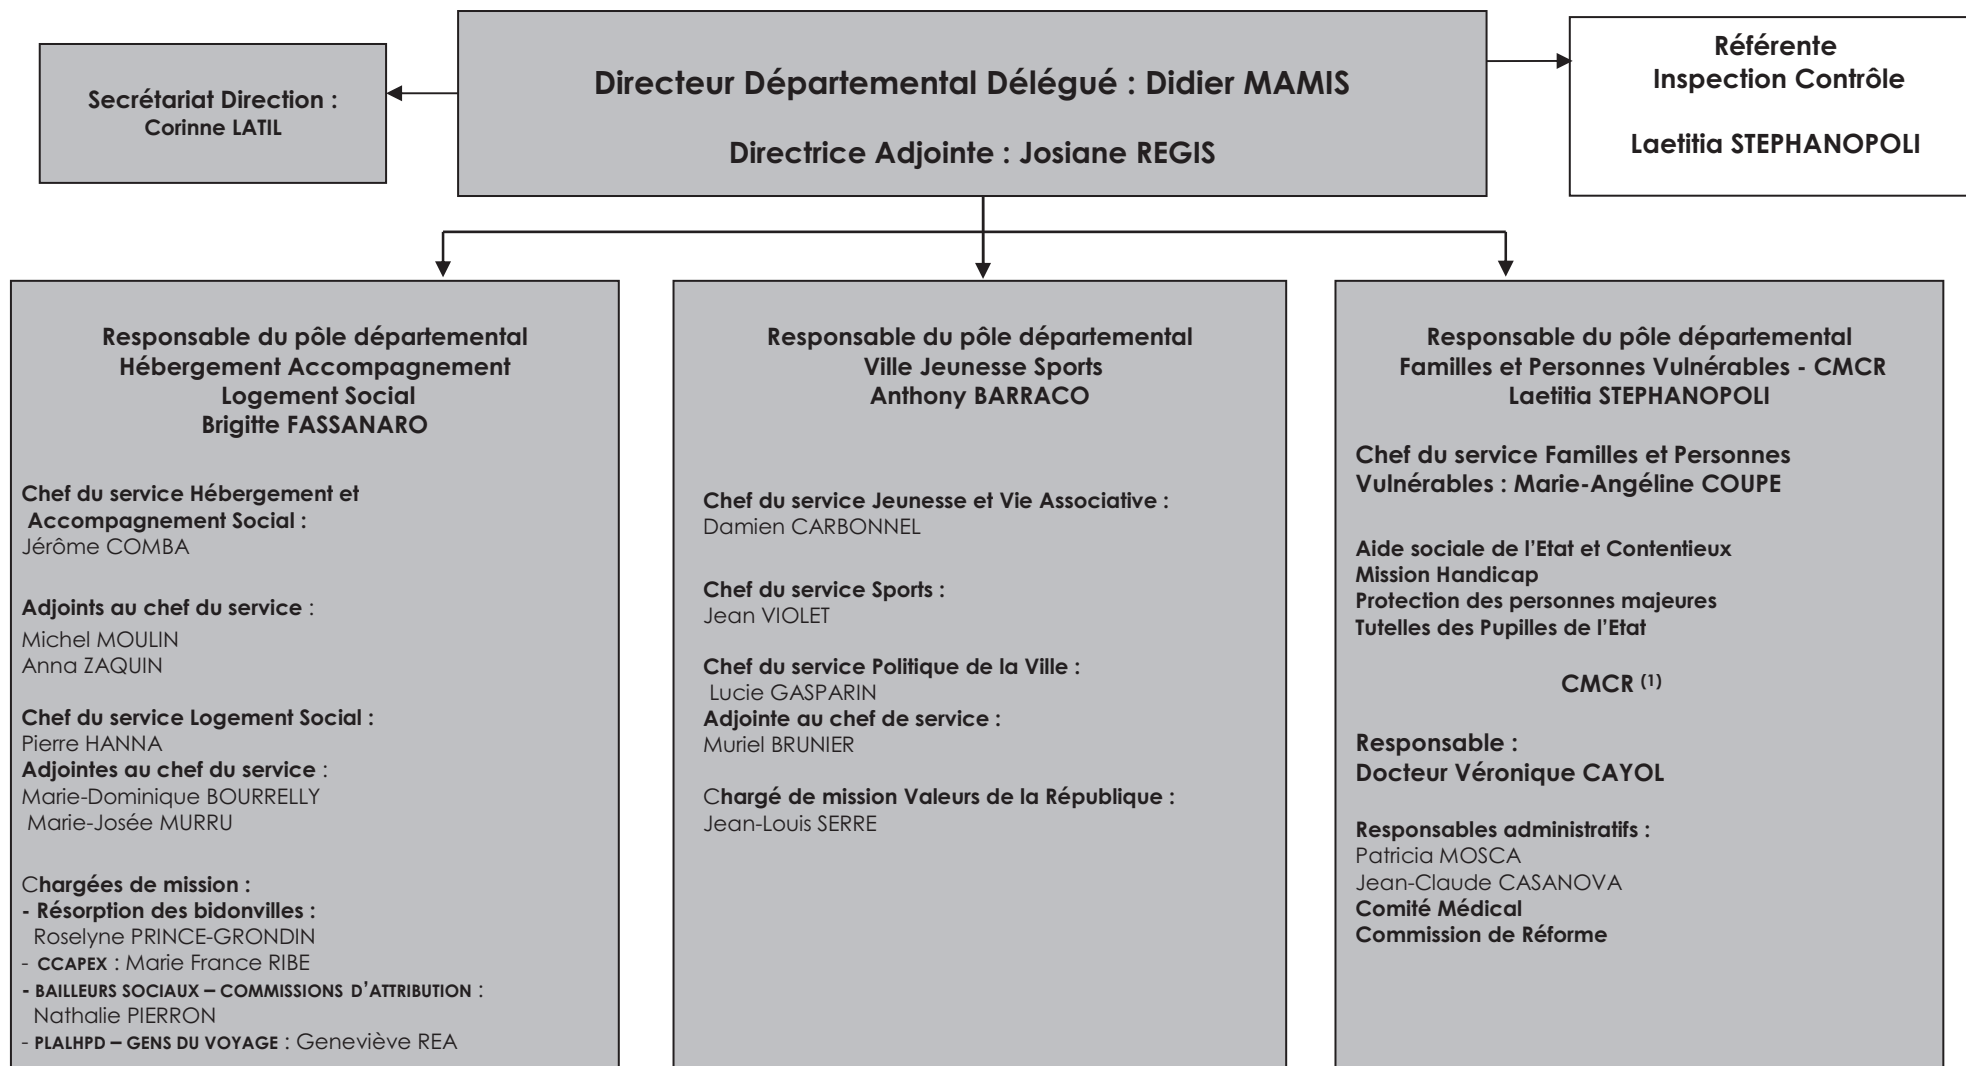 Secrétariat Direction :
Corinne LATIL
Directeur Départemental Délégué : Didier MAMIS
Directrice Adjointe : Josiane REGIS
Référente
Inspection Contrôle
Laetitia STEPHANOPOLI
Responsable du pôle départemental
Hébergement Accompagnement
Logement Social
Brigitte FASSANARO
Chef du service Hébergement et
Accompagnement Social :
Jérôme COMBA
Adjoints au chef du service :
Michel MOULIN
Anna ZAQUIN
Chef du service Logement Social :
Pierre HANNA
Adjointes au chef du service :
Marie-Dominique BOURRELLY
Marie-Josée MURRU
Chargées de mission :
- Résorption des bidonvilles :
Roselyne PRINCE-GRONDIN
- CCAPEX : Marie France RIBE
- BAILLEURS SOCIAUX – COMMISSIONS D'ATTRIBUTION :
Nathalie PIERRON
- PLALHPD – GENS DU VOYAGE : Geneviève REA
Responsable du pôle départemental
Ville Jeunesse Sports
Anthony BARRACO
Chef du service Jeunesse et Vie Associative :
Damien CARBONNEL
Chef du service Sports :
Jean VIOLET
Chef du service Politique de la Ville :
Lucie GASPARIN
Adjointe au chef de service :
Muriel BRUNIER
Chargé de mission Valeurs de la République :
Jean-Louis SERRE
Responsable du pôle départemental
Familles et Personnes Vulnérables - CMCR
Laetitia STEPHANOPOLI
Chef du service Familles et Personnes
Vulnérables : Marie-Angéline COUPE
Aide sociale de l'Etat et Contentieux
Mission Handicap
Protection des personnes majeures
Tutelles des Pupilles de l'Etat
CMCR (1)
Responsable :
Docteur Véronique CAYOL
Responsables administratifs :
Patricia MOSCA
Jean-Claude CASANOVA
Comité Médical
Commission de Réforme